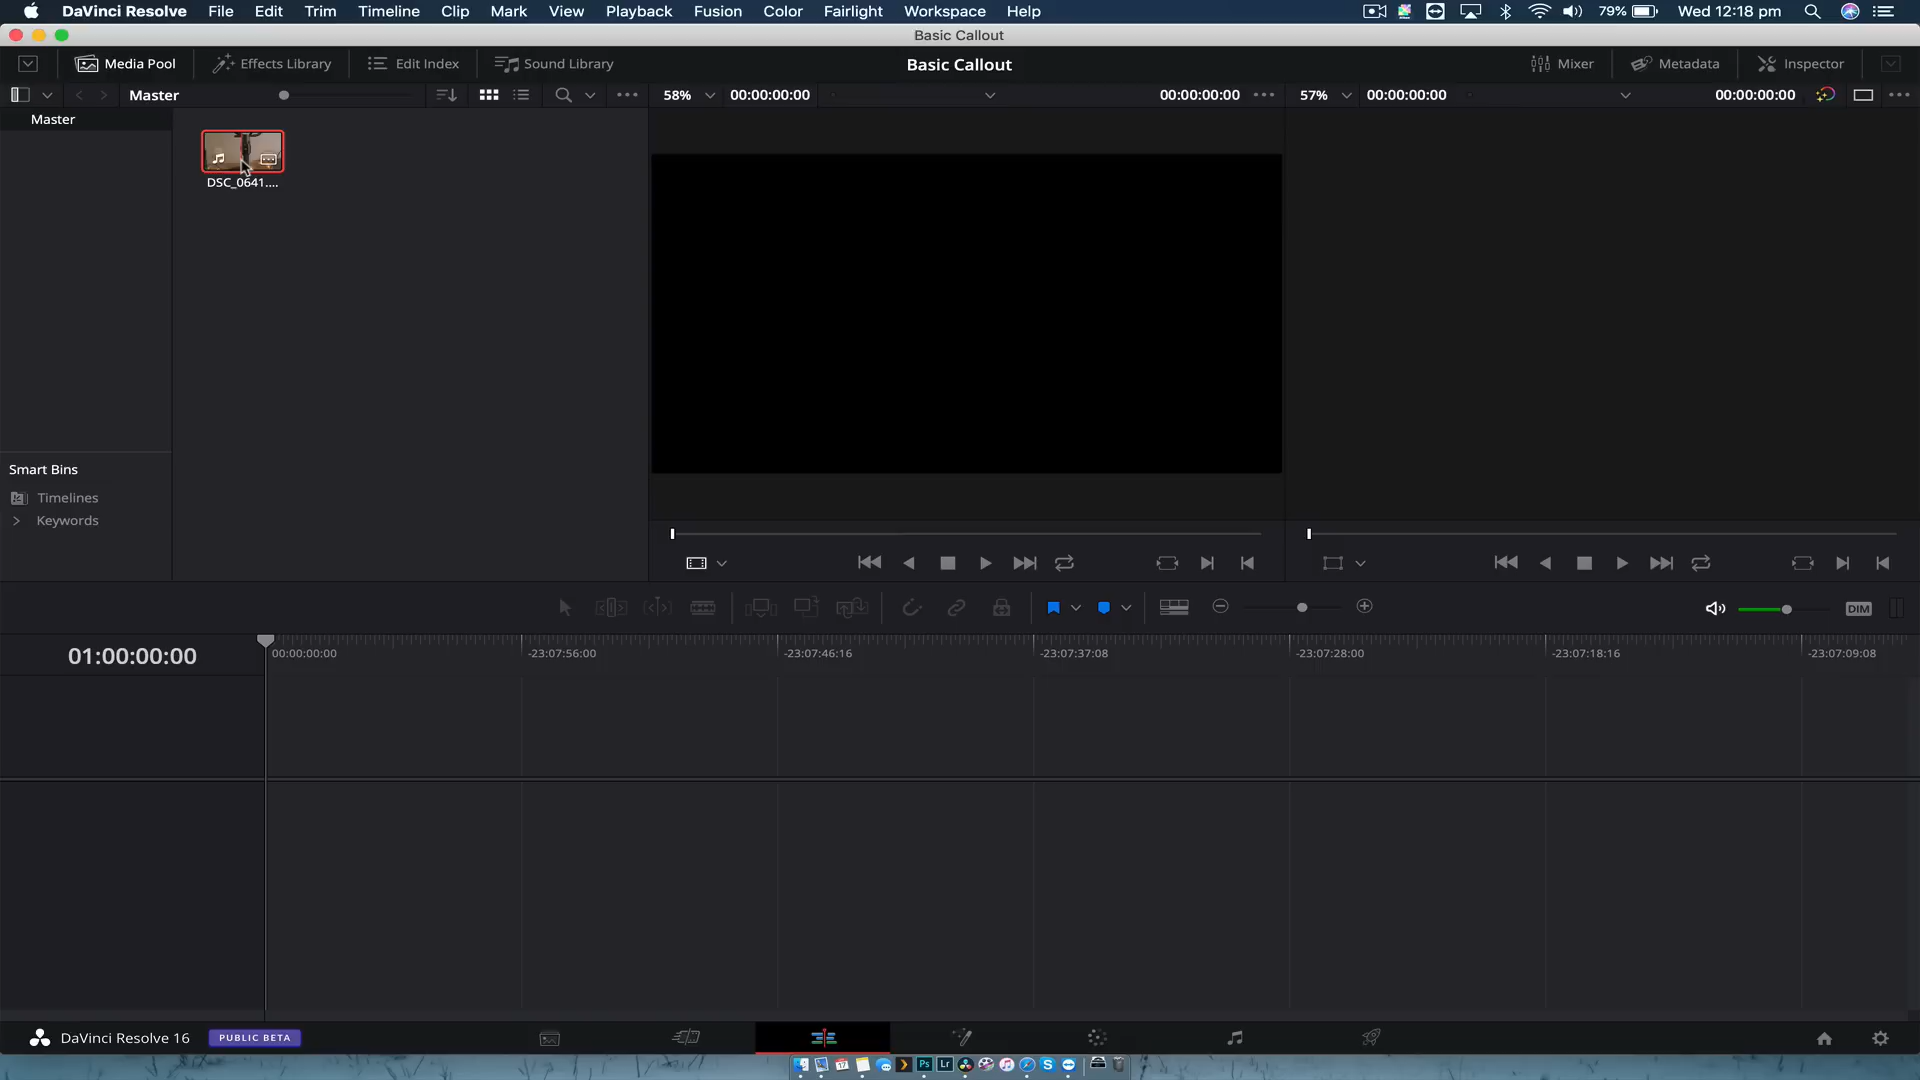 DaVinci Resolve File Edit Trim Timeline Clip Mark View Playback Fusion Color Fairlight Workspace Help 79% Wed 12:18 pm
Basic Callout
Media Pool Effects Library Edit Index Sound Library Basic Callout Mixer Metadata Inspector
Master 58% 00:00:00:00 00:00:00:00 57% 00:00:00:00 00:00:00:00
Master
DSC_0641....
Smart Bins
Timelines
Keywords
DIM
01:00:00:00 00:00:00:00 -23:07:56:00 -23:07:46:16 -23:07:37:08 -23:07:28:00 -23:07:18:16 -23:07:09:08
DaVinci Resolve 16 PUBLIC BETA
17 Ps Lr